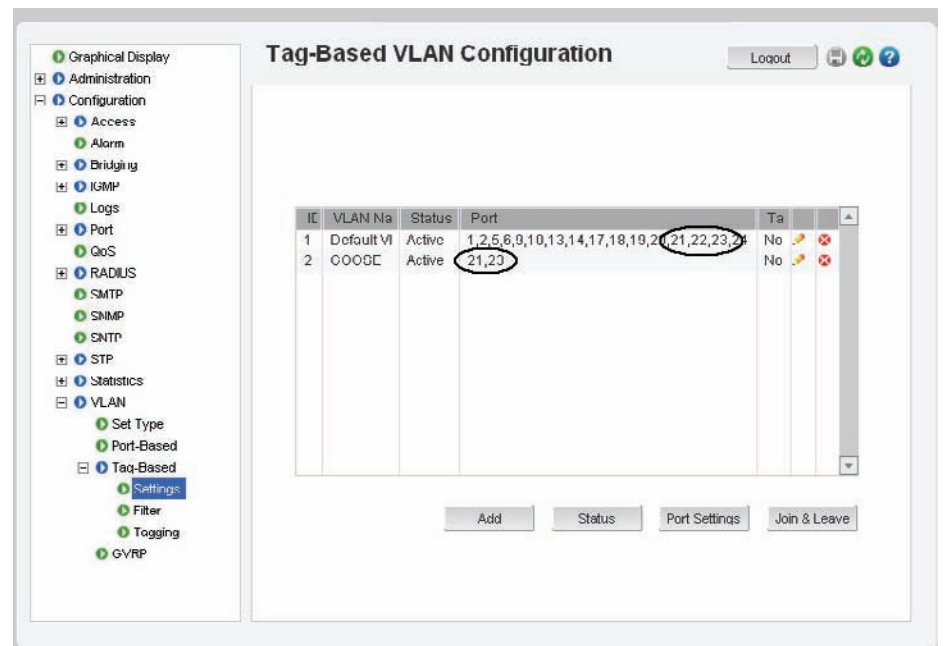 Tag-Based VLAN Configuration
Logout
Graphical Display
Administration
Configuration
Access
Alarm
Bridging
IGMP
Logs
Port
QoS
RADIUS
SMTP
SNMP
SNTP
STP
Statistics
VLAN
Set Type
Port-Based
Tag-Based
Settings
Filter
Tagging
GVRP
ID VLAN Na Status Port Ta
1 Default VI Active 1,2,5,6,9,10,13,14,17,18,19,20,21,22,23,24 No
2 GOOSE Active 21,23 No
Add Status Port Settings Join & Leave